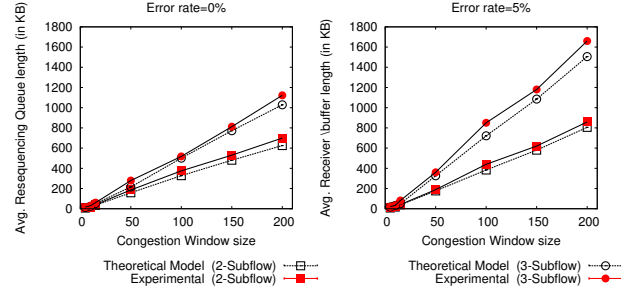 Error rate=0%
Avg. Resequencing Queue length (in KB)
1800
1600
1400
1200
1000
800
600
400
200
0
0 50 100 150 200
Congestion Window size
Theoretical Model (2-Subflow)
Experimental (2-Subflow)
Error rate=5%
Avg. Receiver \buffer length (in KB)
1800
1600
1400
1200
1000
800
600
400
200
0
0 50 100 150 200
Congestion Window size
Theoretical Model (3-Subflow)
Experimental (3-Subflow)